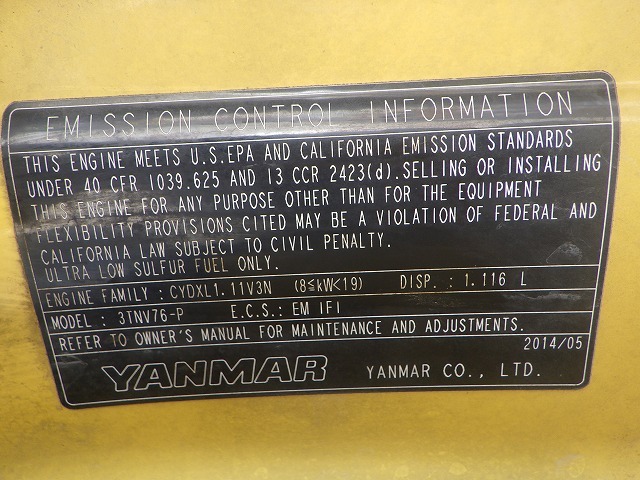 EMISSION CONTROL INFORMATION
THIS ENGINE MEETS U.S.EPA AND CALIFORNIA EMISSION STANDARDS
UNDER 40 CFR 1039.625 AND 13 CCR 2423(d).SELLING OR INSTALLING
THIS ENGINE FOR ANY PURPOSE OTHER THAN FOR THE EQUIPMENT
FLEXIBILITY PROVISIONS CITED MAY BE A VIOLATION OF FEDERAL AND
CALIFORNIA LAW SUBJECT TO CIVIL PENALTY.
ULTRA LOW SULFUR FUEL ONLY.
ENGINE FAMILY : CYDXL1.11V3N (8≦kW<19) DISP. : 1.116 L
MODEL : 3TNV76-P E.C.S.: EM IFI
REFER TO OWNER'S MANUAL FOR MAINTENANCE AND ADJUSTMENTS.
2014/05
YANMAR YANMAR CO., LTD.